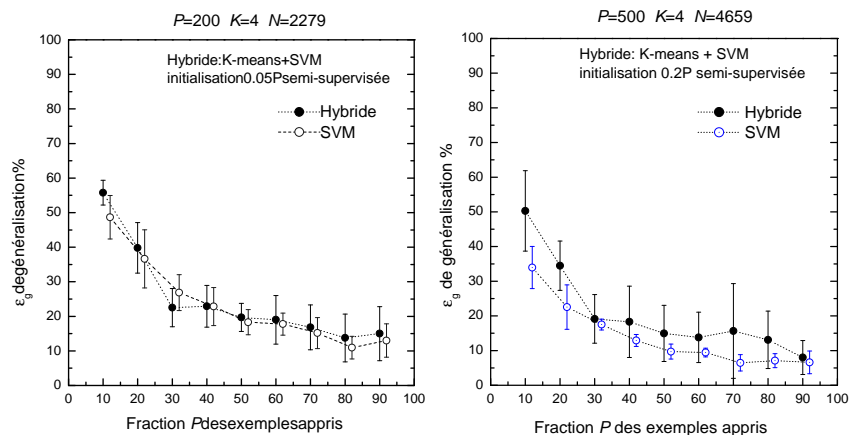 P=200 K=4 N=2279
Hybride:K-means+SVM
initialisation0.05Psemi-supervisée
Hybride
SVM
εg degénéralisation%
100
90
80
70
60
50
40
30
20
10
0
0 10 20 30 40 50 60 70 80 90 100
Fraction Pdesexemplesappris
P=500 K=4 N=4659
Hybride: K-means + SVM
initialisation 0.2P semi-supervisée
Hybride
SVM
εg de généralisation %
100
90
80
70
60
50
40
30
20
10
0
0 10 20 30 40 50 60 70 80 90 100
Fraction P des exemples appris